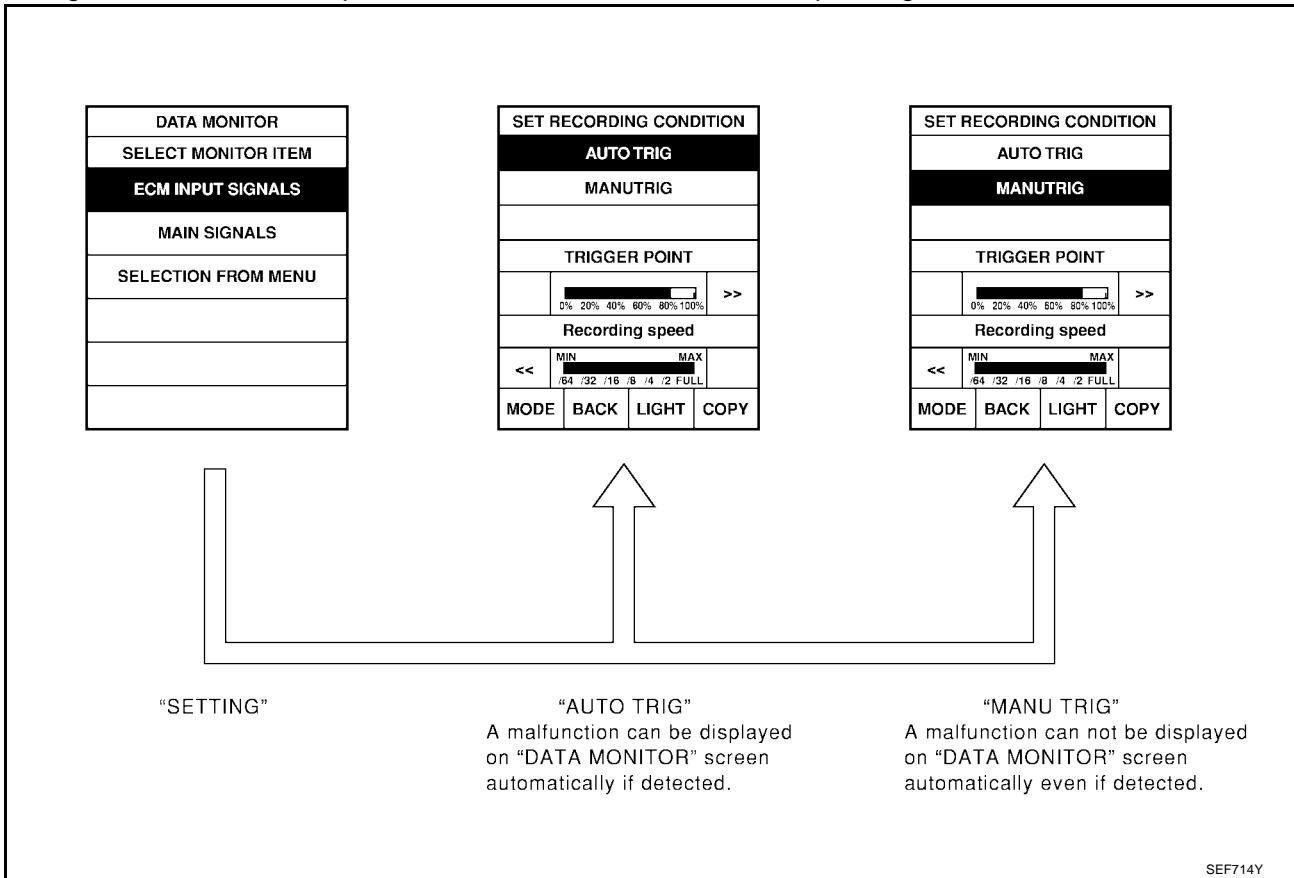 DATA MONITOR
SELECT MONITOR ITEM
ECM INPUT SIGNALS
MAIN SIGNALS
SELECTION FROM MENU
SET RECORDING CONDITION
AUTO TRIG
MANUTRIG
TRIGGER POINT
>>
0% 20% 40% 60% 80% 100%
Recording speed
MIN MAX
<<
/64 /32 /16 /8 /4 /2 FULL
MODE BACK LIGHT COPY
SET RECORDING CONDITION
AUTO TRIG
MANUTRIG
TRIGGER POINT
>>
0% 20% 40% 60% 80% 100%
Recording speed
MIN MAX
<<
/64 /32 /16 /8 /4 /2 FULL
MODE BACK LIGHT COPY
“SETTING”
“AUTO TRIG”
A malfunction can be displayed
on “DATA MONITOR” screen
automatically if detected.
“MANU TRIG”
A malfunction can not be displayed
on “DATA MONITOR” screen
automatically even if detected.
SEF714Y